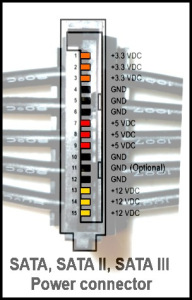 1 +3.3 VDC
2 +3.3 VDC
3 +3.3 VDC
4 GND
5 GND
6 GND
7 +5 VDC
8 +5 VDC
9 +5 VDC
10 GND
11 GND (Optional)
12 GND
13 +12 VDC
14 +12 VDC
15 +12 VDC
SATA, SATA II, SATA III
Power connector